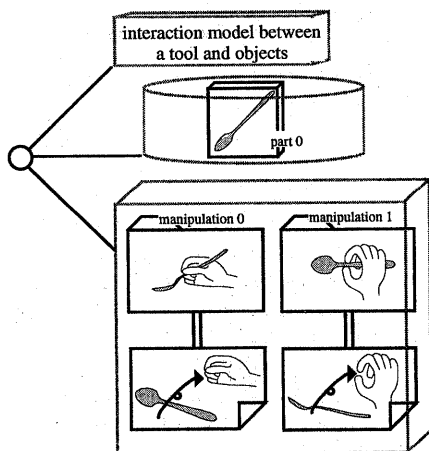 interaction model between
a tool and objects
part 0
manipulation 0
manipulation 1